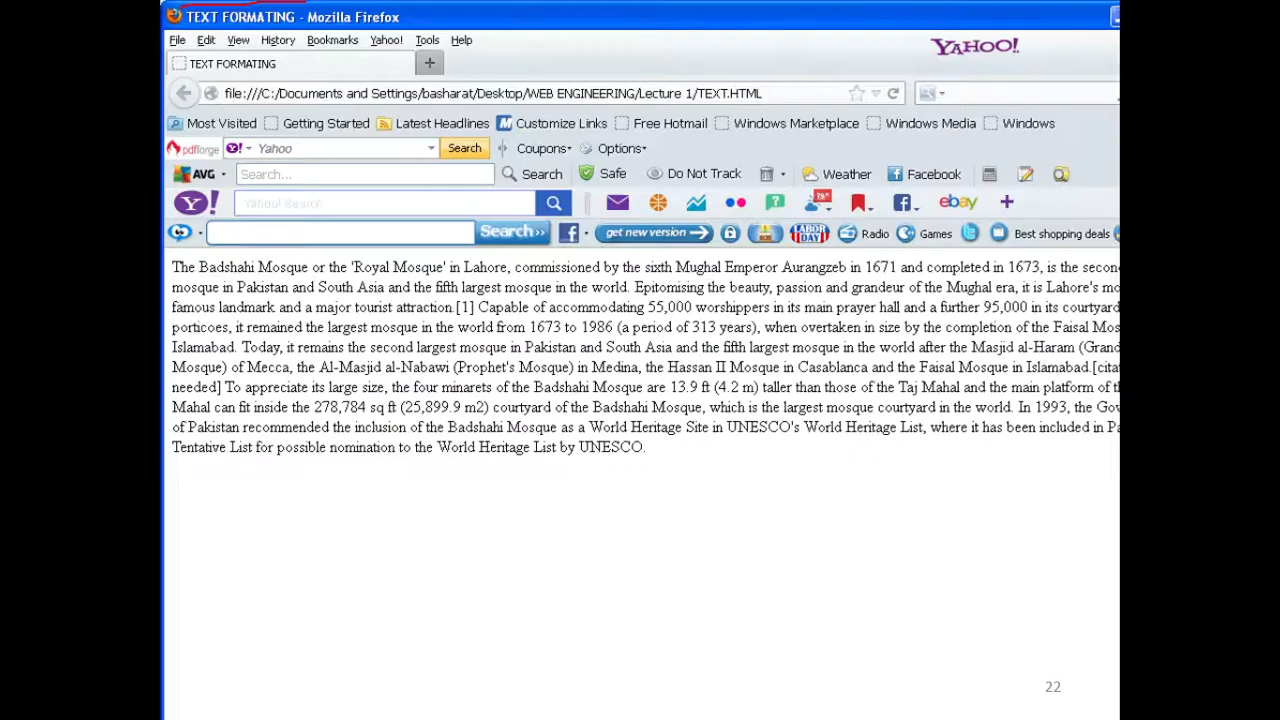 TEXT FORMATING - Mozilla Firefox
File Edit View History Bookmarks Yahoo! Tools Help
YAHOO!
TEXT FORMATING +
file:///C:/Documents and Settings/basharat/Desktop/WEB ENGINEERING/Lecture 1/TEXT.HTML
Most Visited Getting Started Latest Headlines Customize Links Free Hotmail Windows Marketplace Windows Media Windows
pdfforge Y! Yahoo Search Coupons Options
AVG Search... Search Safe Do Not Track Weather Facebook
Y! Yahoo! Search ebay +
Search >> get new version LABOR DAY Radio Games Best shopping deals
The Badshahi Mosque or the 'Royal Mosque' in Lahore, commissioned by the sixth Mughal Emperor Aurangzeb in 1671 and completed in 1673, is the secon
mosque in Pakistan and South Asia and the fifth largest mosque in the world. Epitomising the beauty, passion and grandeur of the Mughal era, it is Lahore's mo
famous landmark and a major tourist attraction.[1] Capable of accommodating 55,000 worshippers in its main prayer hall and a further 95,000 in its courtyard
porticoes, it remained the largest mosque in the world from 1673 to 1986 (a period of 313 years), when overtaken in size by the completion of the Faisal Mos
Islamabad. Today, it remains the second largest mosque in Pakistan and South Asia and the fifth largest mosque in the world after the Masjid al-Haram (Grand
Mosque) of Mecca, the Al-Masjid al-Nabawi (Prophet's Mosque) in Medina, the Hassan II Mosque in Casablanca and the Faisal Mosque in Islamabad.[cita
needed] To appreciate its large size, the four minarets of the Badshahi Mosque are 13.9 ft (4.2 m) taller than those of the Taj Mahal and the main platform of t
Mahal can fit inside the 278,784 sq ft (25,899.9 m2) courtyard of the Badshahi Mosque, which is the largest mosque courtyard in the world. In 1993, the Gov
of Pakistan recommended the inclusion of the Badshahi Mosque as a World Heritage Site in UNESCO's World Heritage List, where it has been included in Pa
Tentative List for possible nomination to the World Heritage List by UNESCO.
22